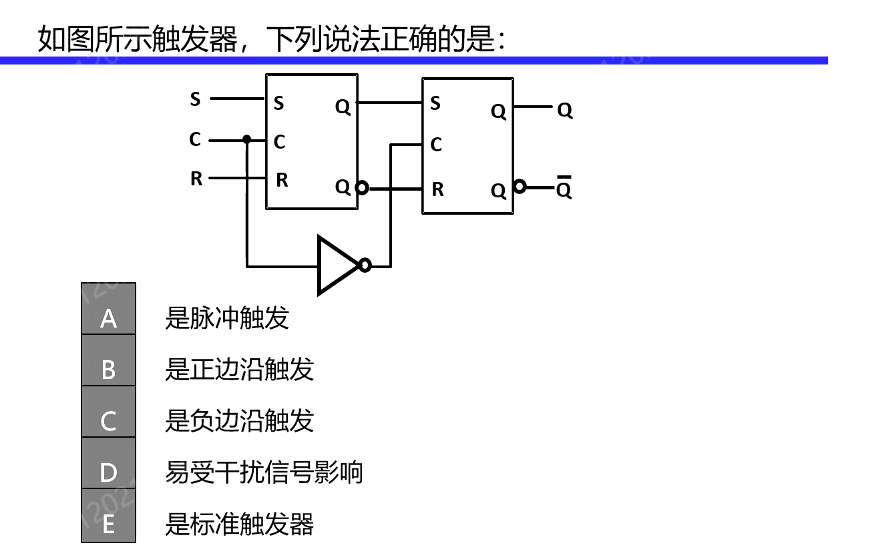 如图所示触发器，下列说法正确的是：
S S Q S Q Q
C C C
R R Q R Q Q̅
A 是脉冲触发
B 是正边沿触发
C 是负边沿触发
D 易受干扰信号影响
E 是标准触发器